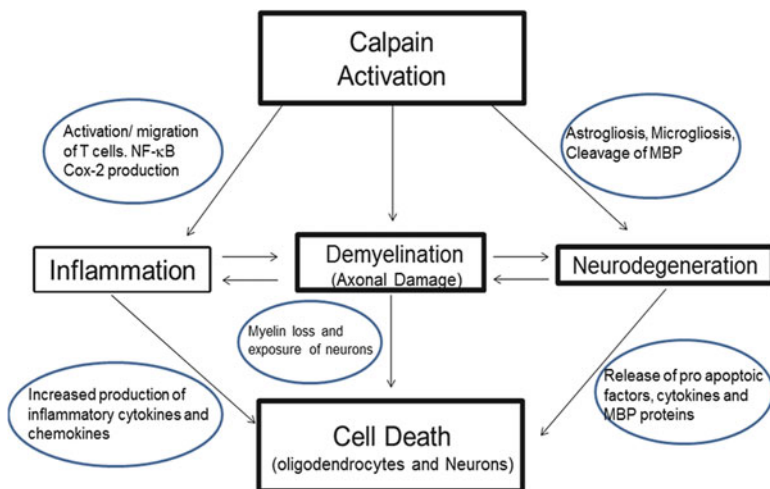 Calpain
Activation
Activation/ migration
of T cells. NF-κB
Cox-2 production
Astrogliosis, Microgliosis,
Cleavage of MBP
Inflammation
Demyelination
(Axonal Damage)
Neurodegeneration
Myelin loss and
exposure of neurons
Increased production of
inflammatory cytokines and
chemokines
Release of pro apoptoic
factors, cytokines and
MBP proteins
Cell Death
(oligodendrocytes and Neurons)